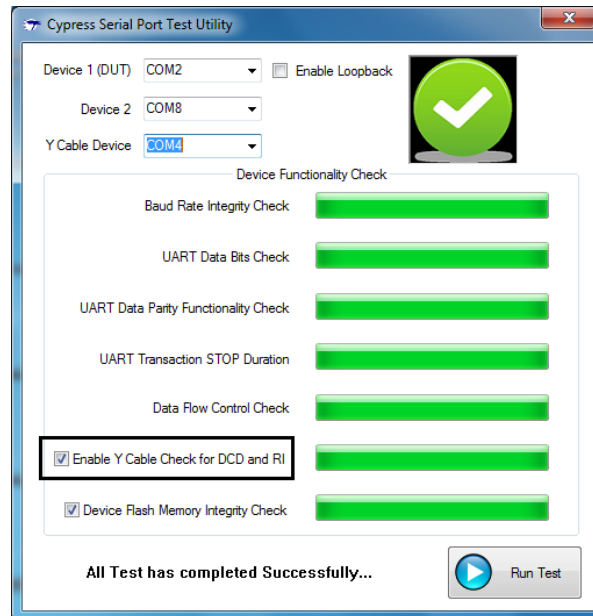 Cypress Serial Port Test Utility
Device 1 (DUT) COM2 Enable Loopback
Device 2 COM8
Y Cable Device COM4
Device Functionality Check
Baud Rate Integrity Check
UART Data Bits Check
UART Data Parity Functionality Check
UART Transaction STOP Duration
Data Flow Control Check
Enable Y Cable Check for DCD and RI
Device Flash Memory Integrity Check
All Test has completed Successfully...
Run Test